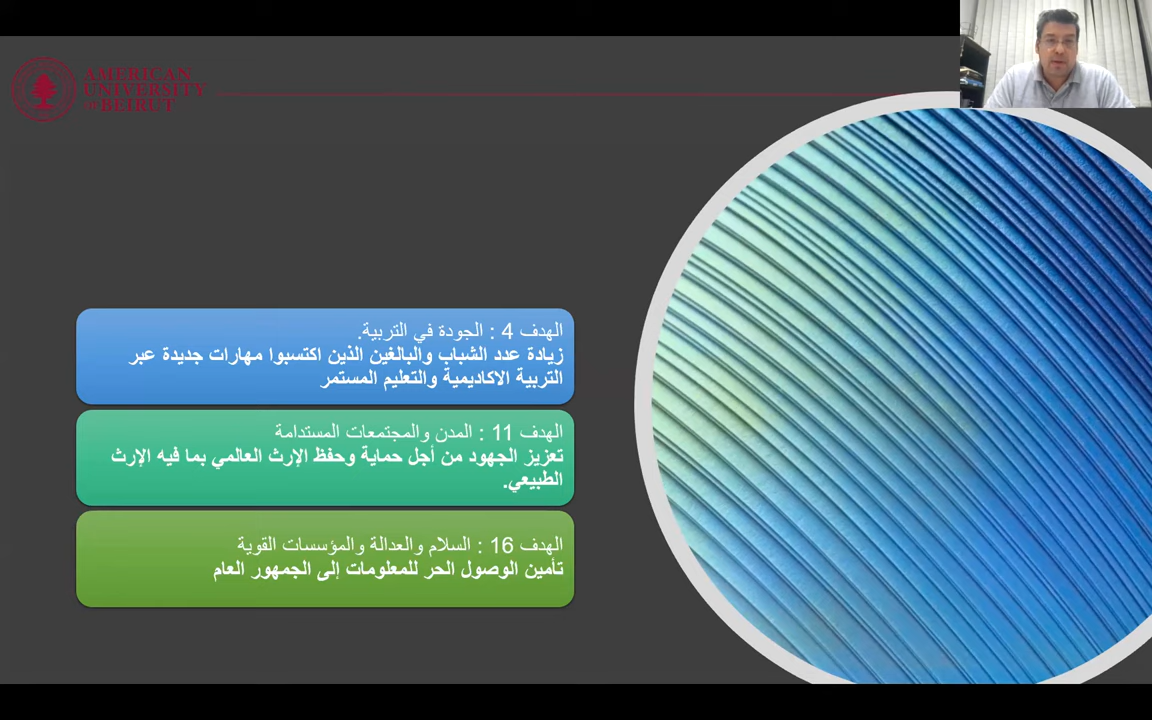 AMERICAN
UNIVERSITY
of BEIRUT
الهدف 4 : الجودة في التربية.
زيادة عدد الشباب والبالغين الذين اكتسبوا مهارات جديدة عبر
التربية الاكاديمية والتعليم المستمر
الهدف 11 : المدن والمجتمعات المستدامة
تعزيز الجهود من أجل حماية وحفظ الإرث العالمي بما فيه الإرث
الطبيعي.
الهدف 16 : السلام والعدالة والمؤسسات القوية
تأمين الوصول الحر للمعلومات إلى الجمهور العام